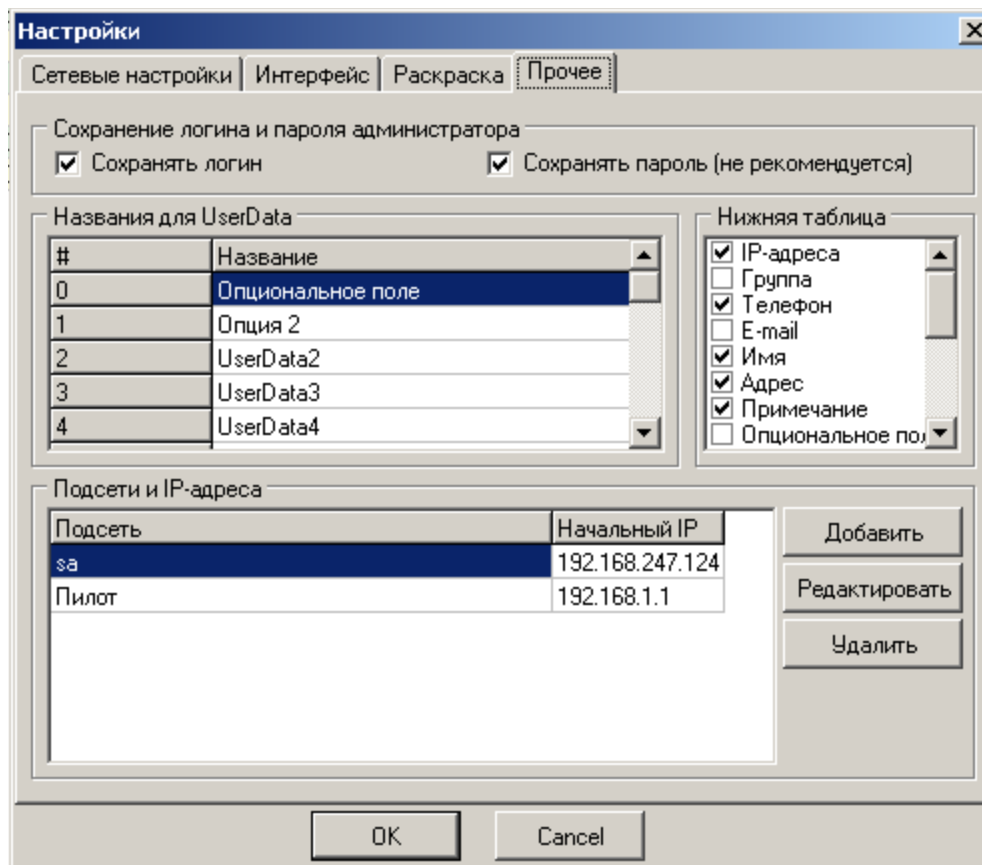 Настройки
Сетевые настройки Интерфейс Раскраска Прочее
Сохранение логина и пароля администратора
Сохранять логин Сохранять пароль (не рекомендуется)
Названия для UserData
# Название
0 Опциональное поле
1 Опция 2
2 UserData2
3 UserData3
4 UserData4
Нижняя таблица
IP-адреса
Группа
Телефон
E-mail
Имя
Адрес
Примечание
Опциональное пол
Подсети и IP-адреса
Подсеть Начальный IP
sa 192.168.247.124
Пилот 192.168.1.1
Добавить
Редактировать
Удалить
OK Cancel